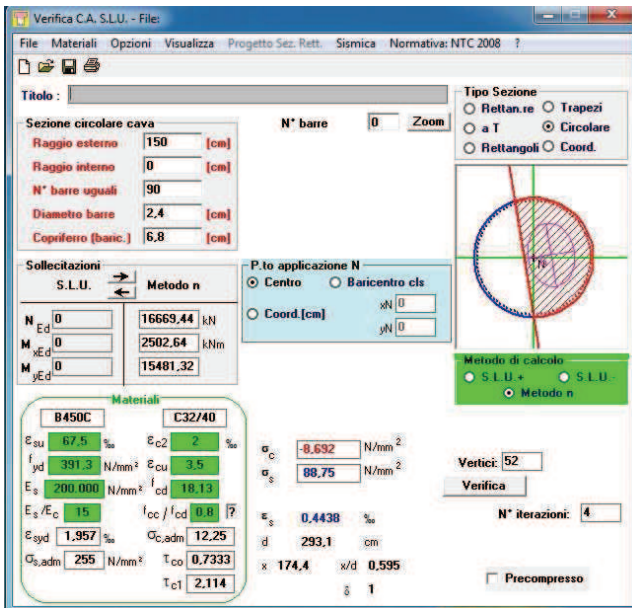 Verifica C.A. S.L.U. - File:
File Materiali Opzioni Visualizza Progetto Sez. Rett. Sismica Normativa: NTC 2008 ?
Titolo :
Tipo Sezione
Rettan.re Trapezi
a T Circolare
Rettangoli Coord.
Sezione circolare cava
N° barre 0 Zoom
Raggio esterno 150 [cm]
Raggio interno 0 [cm]
N° barre uguali 90
Diametro barre 2,4 [cm]
Copriferro (baric.) 6,8 [cm]
N
Sollecitazioni
S.L.U. Metodo n
N Ed 0 16669,44 kN
M xEd 0 2502,64 kNm
M yEd 0 15481,32
P.to applicazione N
Centro Baricentro cls
Coord.[cm] xN 0
yN 0
Metodo di calcolo
S.L.U.+ S.L.U.-
Metodo n
Materiali
B450C C32/40
εsu 67,5 ‰ εc2 2 ‰
fyd 391,3 N/mm² εcu 3,5
Es 200.000 N/mm² fcd 18,13
Es/Ec 15 fcc / fcd 0,8 ?
εsyd 1,957 ‰ σc,adm 12,25
σs,adm 255 N/mm² τco 0,7333
τc1 2,114
σc -8,692 N/mm²
σs 88,75 N/mm²
εs 0,4438 ‰
d 293,1 cm
x 174,4 x/d 0,595
δ 1
Vertici: 52
Verifica
N° iterazioni: 4
Precompresso